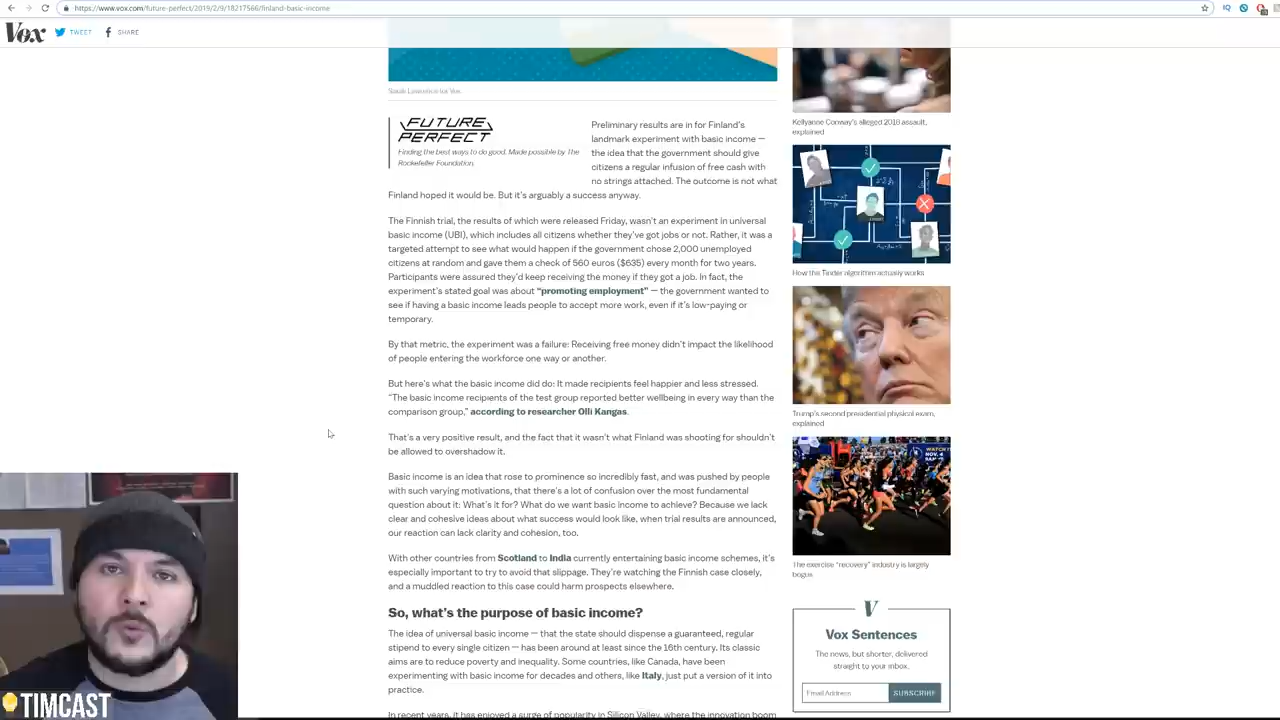 https://www.vox.com/future-perfect/2019/2/9/18217566/finland-basic-income
Vox
TWEET
SHARE
Sarah Lawrence for Vox
FUTURE
PERFECT
Finding the best ways to do good. Made possible by The
Rockefeller Foundation.
Preliminary results are in for Finland's
landmark experiment with basic income —
the idea that the government should give
citizens a regular infusion of free cash with
no strings attached. The outcome is not what
Finland hoped it would be. But it's arguably a success anyway.
The Finnish trial, the results of which were released Friday, wasn't an experiment in universal
basic income (UBI), which includes all citizens whether they've got jobs or not. Rather, it was a
targeted attempt to see what would happen if the government chose 2,000 unemployed
citizens at random and gave them a check of 560 euros ($635) every month for two years.
Participants were assured they'd keep receiving the money if they got a job. In fact, the
experiment's stated goal was about "promoting employment" — the government wanted to
see if having a basic income leads people to accept more work, even if it's low-paying or
temporary.
By that metric, the experiment was a failure: Receiving free money didn't impact the likelihood
of people entering the workforce one way or another.
But here's what the basic income did do: It made recipients feel happier and less stressed.
"The basic income recipients of the test group reported better wellbeing in every way than the
comparison group," according to researcher Olli Kangas.
That's a very positive result, and the fact that it wasn't what Finland was shooting for shouldn't
be allowed to overshadow it.
Basic income is an idea that rose to prominence so incredibly fast, and was pushed by people
with such varying motivations, that there's a lot of confusion over the most fundamental
question about it: What's it for? What do we want basic income to achieve? Because we lack
clear and cohesive ideas about what success would look like, when trial results are announced,
our reaction can lack clarity and cohesion, too.
With other countries from Scotland to India currently entertaining basic income schemes, it's
especially important to try to avoid that slippage. They're watching the Finnish case closely,
and a muddled reaction to this case could harm prospects elsewhere.
So, what's the purpose of basic income?
The idea of universal basic income — that the state should dispense a guaranteed, regular
stipend to every single citizen — has been around at least since the 16th century. Its classic
aims are to reduce poverty and inequality. Some countries, like Canada, have been
experimenting with basic income for decades and others, like Italy, just put a version of it into
practice.
In recent years, it has enjoyed a surge of popularity in Silicon Valley, where the innovation boom
Kellyanne Conway's alleged 2018 assault,
explained
How the Tinder algorithm actually works
Trump's second presidential physical exam,
explained
The exercise "recovery" industry is largely
bogus
V
Vox Sentences
The news, but shorter, delivered
straight to your inbox.
Email Address
SUBSCRIBE
TIMCAST